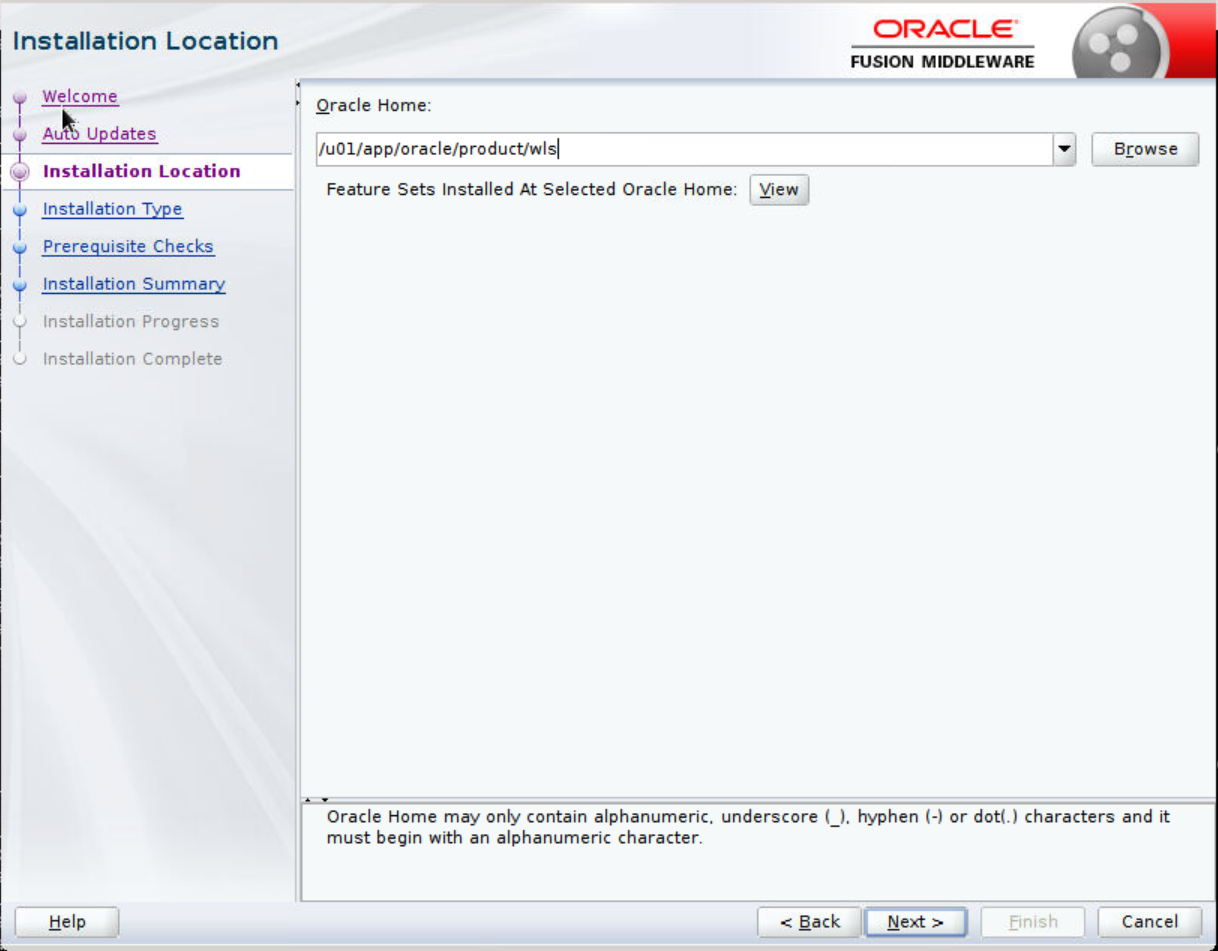 Installation Location
ORACLE
FUSION MIDDLEWARE
Welcome
Auto Updates
Installation Location
Installation Type
Prerequisite Checks
Installation Summary
Installation Progress
Installation Complete
Oracle Home:
/u01/app/oracle/product/wls
Browse
Feature Sets Installed At Selected Oracle Home: View
Oracle Home may only contain alphanumeric, underscore (_), hyphen (-) or dot(.) characters and it
must begin with an alphanumeric character.
Help
< Back
Next >
Finish
Cancel